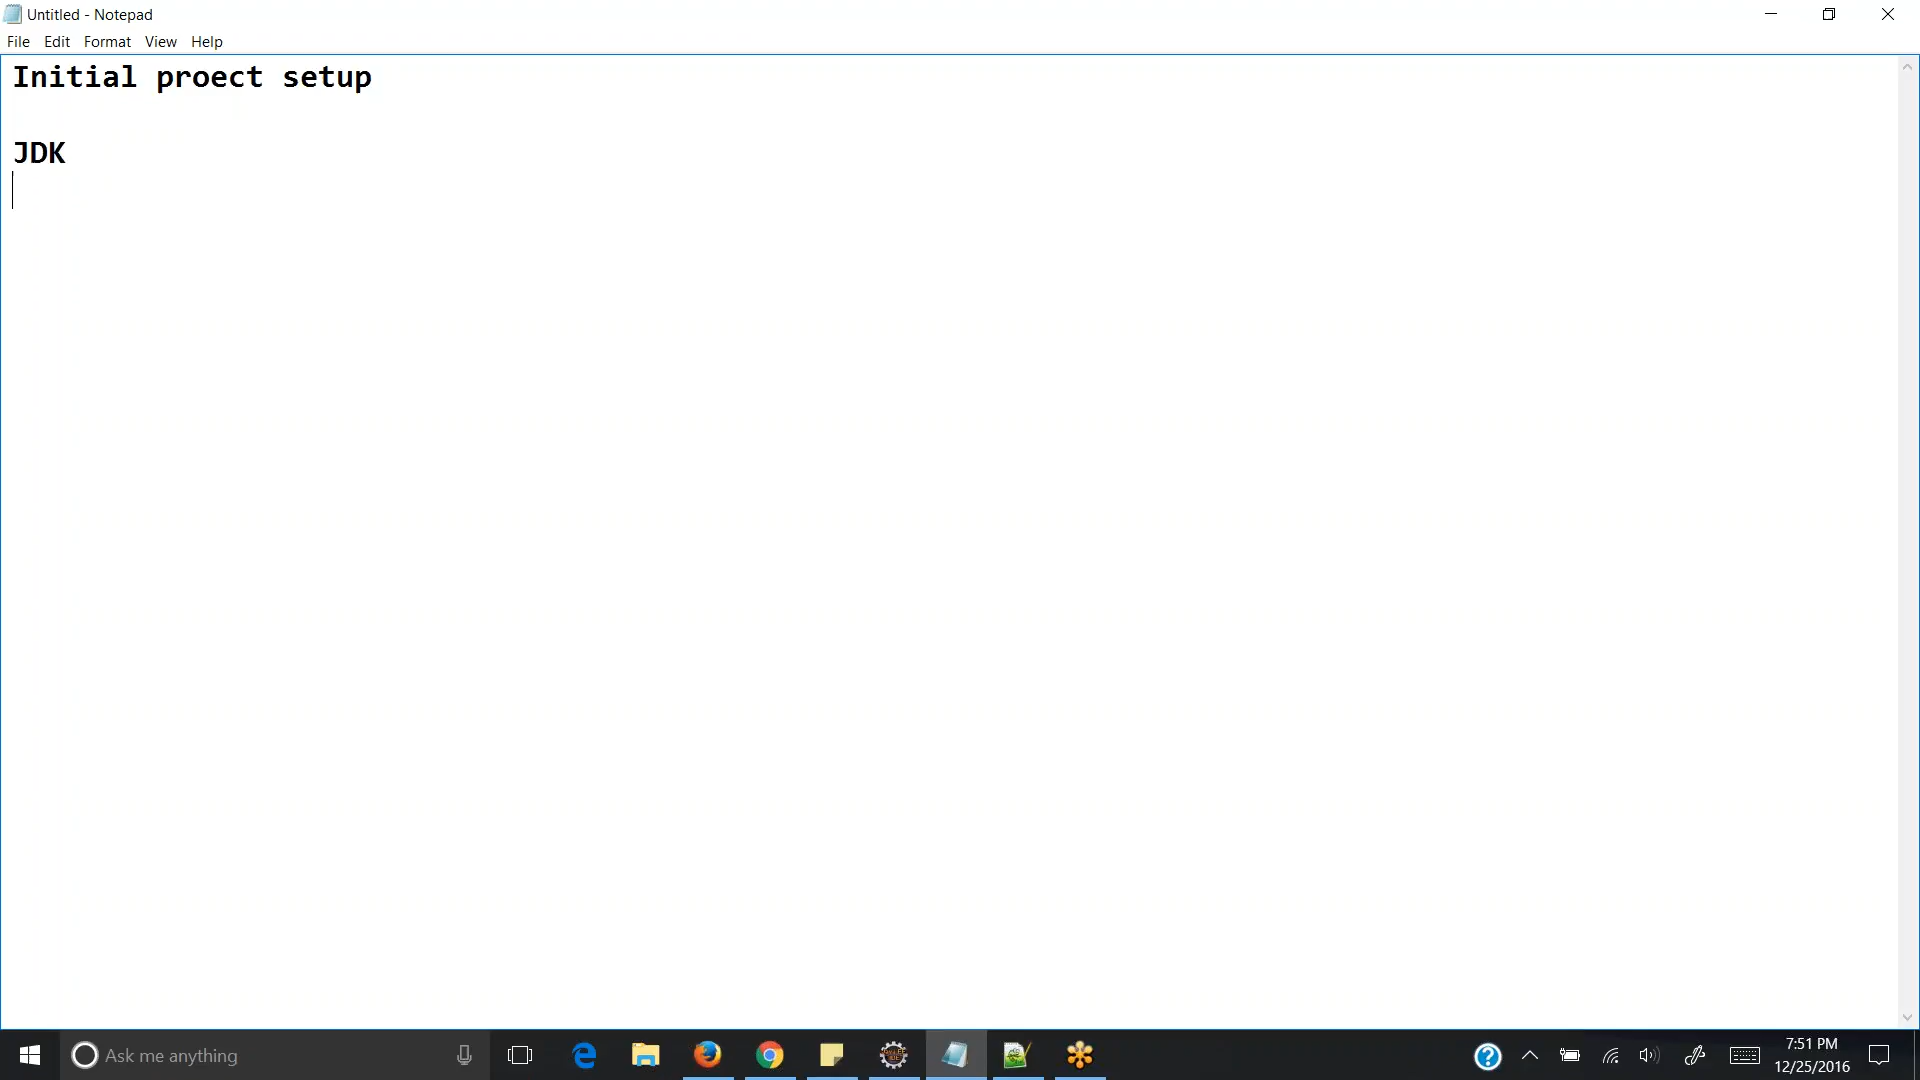 Untitled - Notepad
File Edit Format View Help
Initial proect setup
JDK
Ask me anything
7:51 PM
12/25/2016